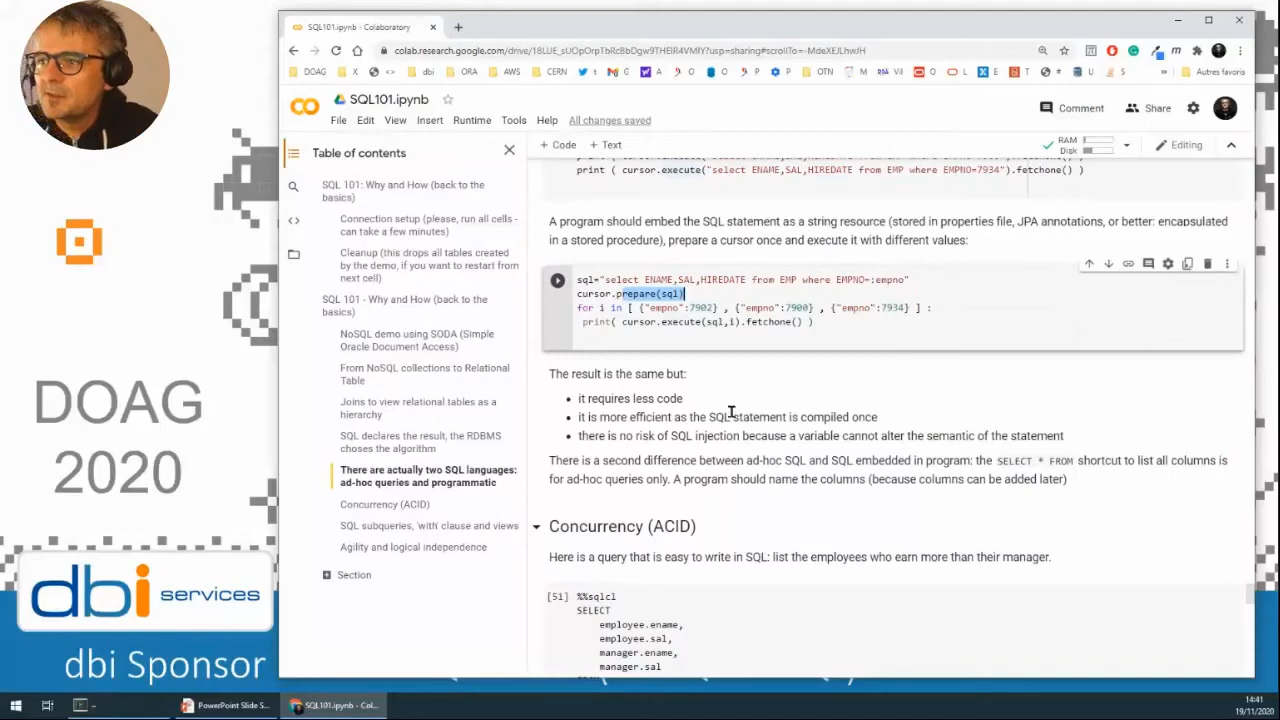 SQL101.ipynb - Colaboratory
DOAG
X
dbi
ORA
AWS
CERN
OTN
Autres favoris
SQL101.ipynb
File Edit View Insert Runtime Tools Help All changes saved
Comment
Share
Table of contents
+ Code + Text
RAM
Disk
Editing
SQL 101: Why and How (back to the
basics)
Connection setup (please, run all cells -
can take a few minutes)
Cleanup (this drops all tables created
by the demo, if you want to restart from
next cell)
SQL 101 - Why and How (back to the
basics)
NoSQL demo using SODA (Simple
Oracle Document Access)
From NoSQL collections to Relational
Table
Joins to view relational tables as a
hierarchy
SQL declares the result, the RDBMS
choses the algorithm
There are actually two SQL languages:
ad-hoc queries and programmatic
Concurrency (ACID)
SQL subqueries, 'with' clause and views
Agility and logical independence
Section
print ( cursor.execute("select ENAME,SAL,HIREDATE from EMP where EMPNO=7934").fetchone() )
A program should embed the SQL statement as a string resource (stored in properties file, JPA annotations, or better: encapsulated
in a stored procedure), prepare a cursor once and execute it with different values:
sql="select ENAME,SAL,HIREDATE from EMP where EMPNO=:empno"
cursor.prepare(sql)
for i in [ {"empno":7902} , {"empno":7900} , {"empno":7934} ] :
print( cursor.execute(sql,i).fetchone() )
The result is the same but:
• it requires less code
• it is more efficient as the SQL statement is compiled once
• there is no risk of SQL injection because a variable cannot alter the semantic of the statement
There is a second difference between ad-hoc SQL and SQL embedded in program: the SELECT * FROM shortcut to list all columns is
for ad-hoc queries only. A program should name the columns (because columns can be added later)
Concurrency (ACID)
Here is a query that is easy to write in SQL: list the employees who earn more than their manager.
[51] %%sqlcl
SELECT
employee.ename,
employee.sal,
manager.ename,
manager.sal
DOAG
2020
dbi services
dbi Sponsor
PowerPoint Slide S...
SQL101.ipynb - Col...
14:41
19/11/2020